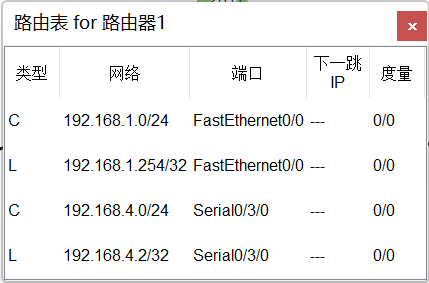 路由表 for 路由器1
类型 网络 端口 下一跳 IP 度量
C 192.168.1.0/24 FastEthernet0/0 --- 0/0
L 192.168.1.254/32 FastEthernet0/0 --- 0/0
C 192.168.4.0/24 Serial0/3/0 --- 0/0
L 192.168.4.2/32 Serial0/3/0 --- 0/0